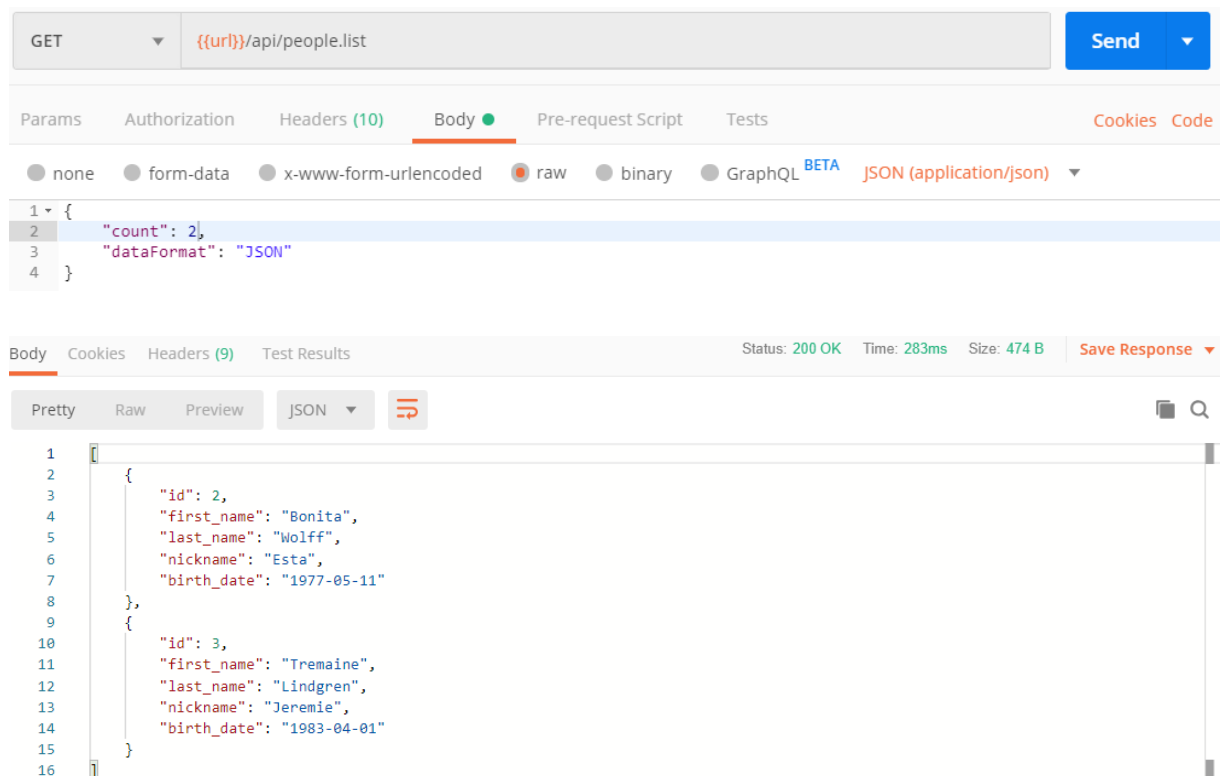 GET {{url}}/api/people.list Send
Params Authorization Headers (10) Body Pre-request Script Tests Cookies Code
none form-data x-www-form-urlencoded raw binary GraphQL BETA JSON (application/json)
1 {
2 "count": 2,
3 "dataFormat": "JSON"
4 }
Body Cookies Headers (9) Test Results Status: 200 OK Time: 283ms Size: 474 B Save Response
Pretty Raw Preview JSON
1 [
2 {
3 "id": 2,
4 "first_name": "Bonita",
5 "last_name": "Wolff",
6 "nickname": "Esta",
7 "birth_date": "1977-05-11"
8 },
9 {
10 "id": 3,
11 "first_name": "Tremaine",
12 "last_name": "Lindgren",
13 "nickname": "Jeremie",
14 "birth_date": "1983-04-01"
15 }
16 ]